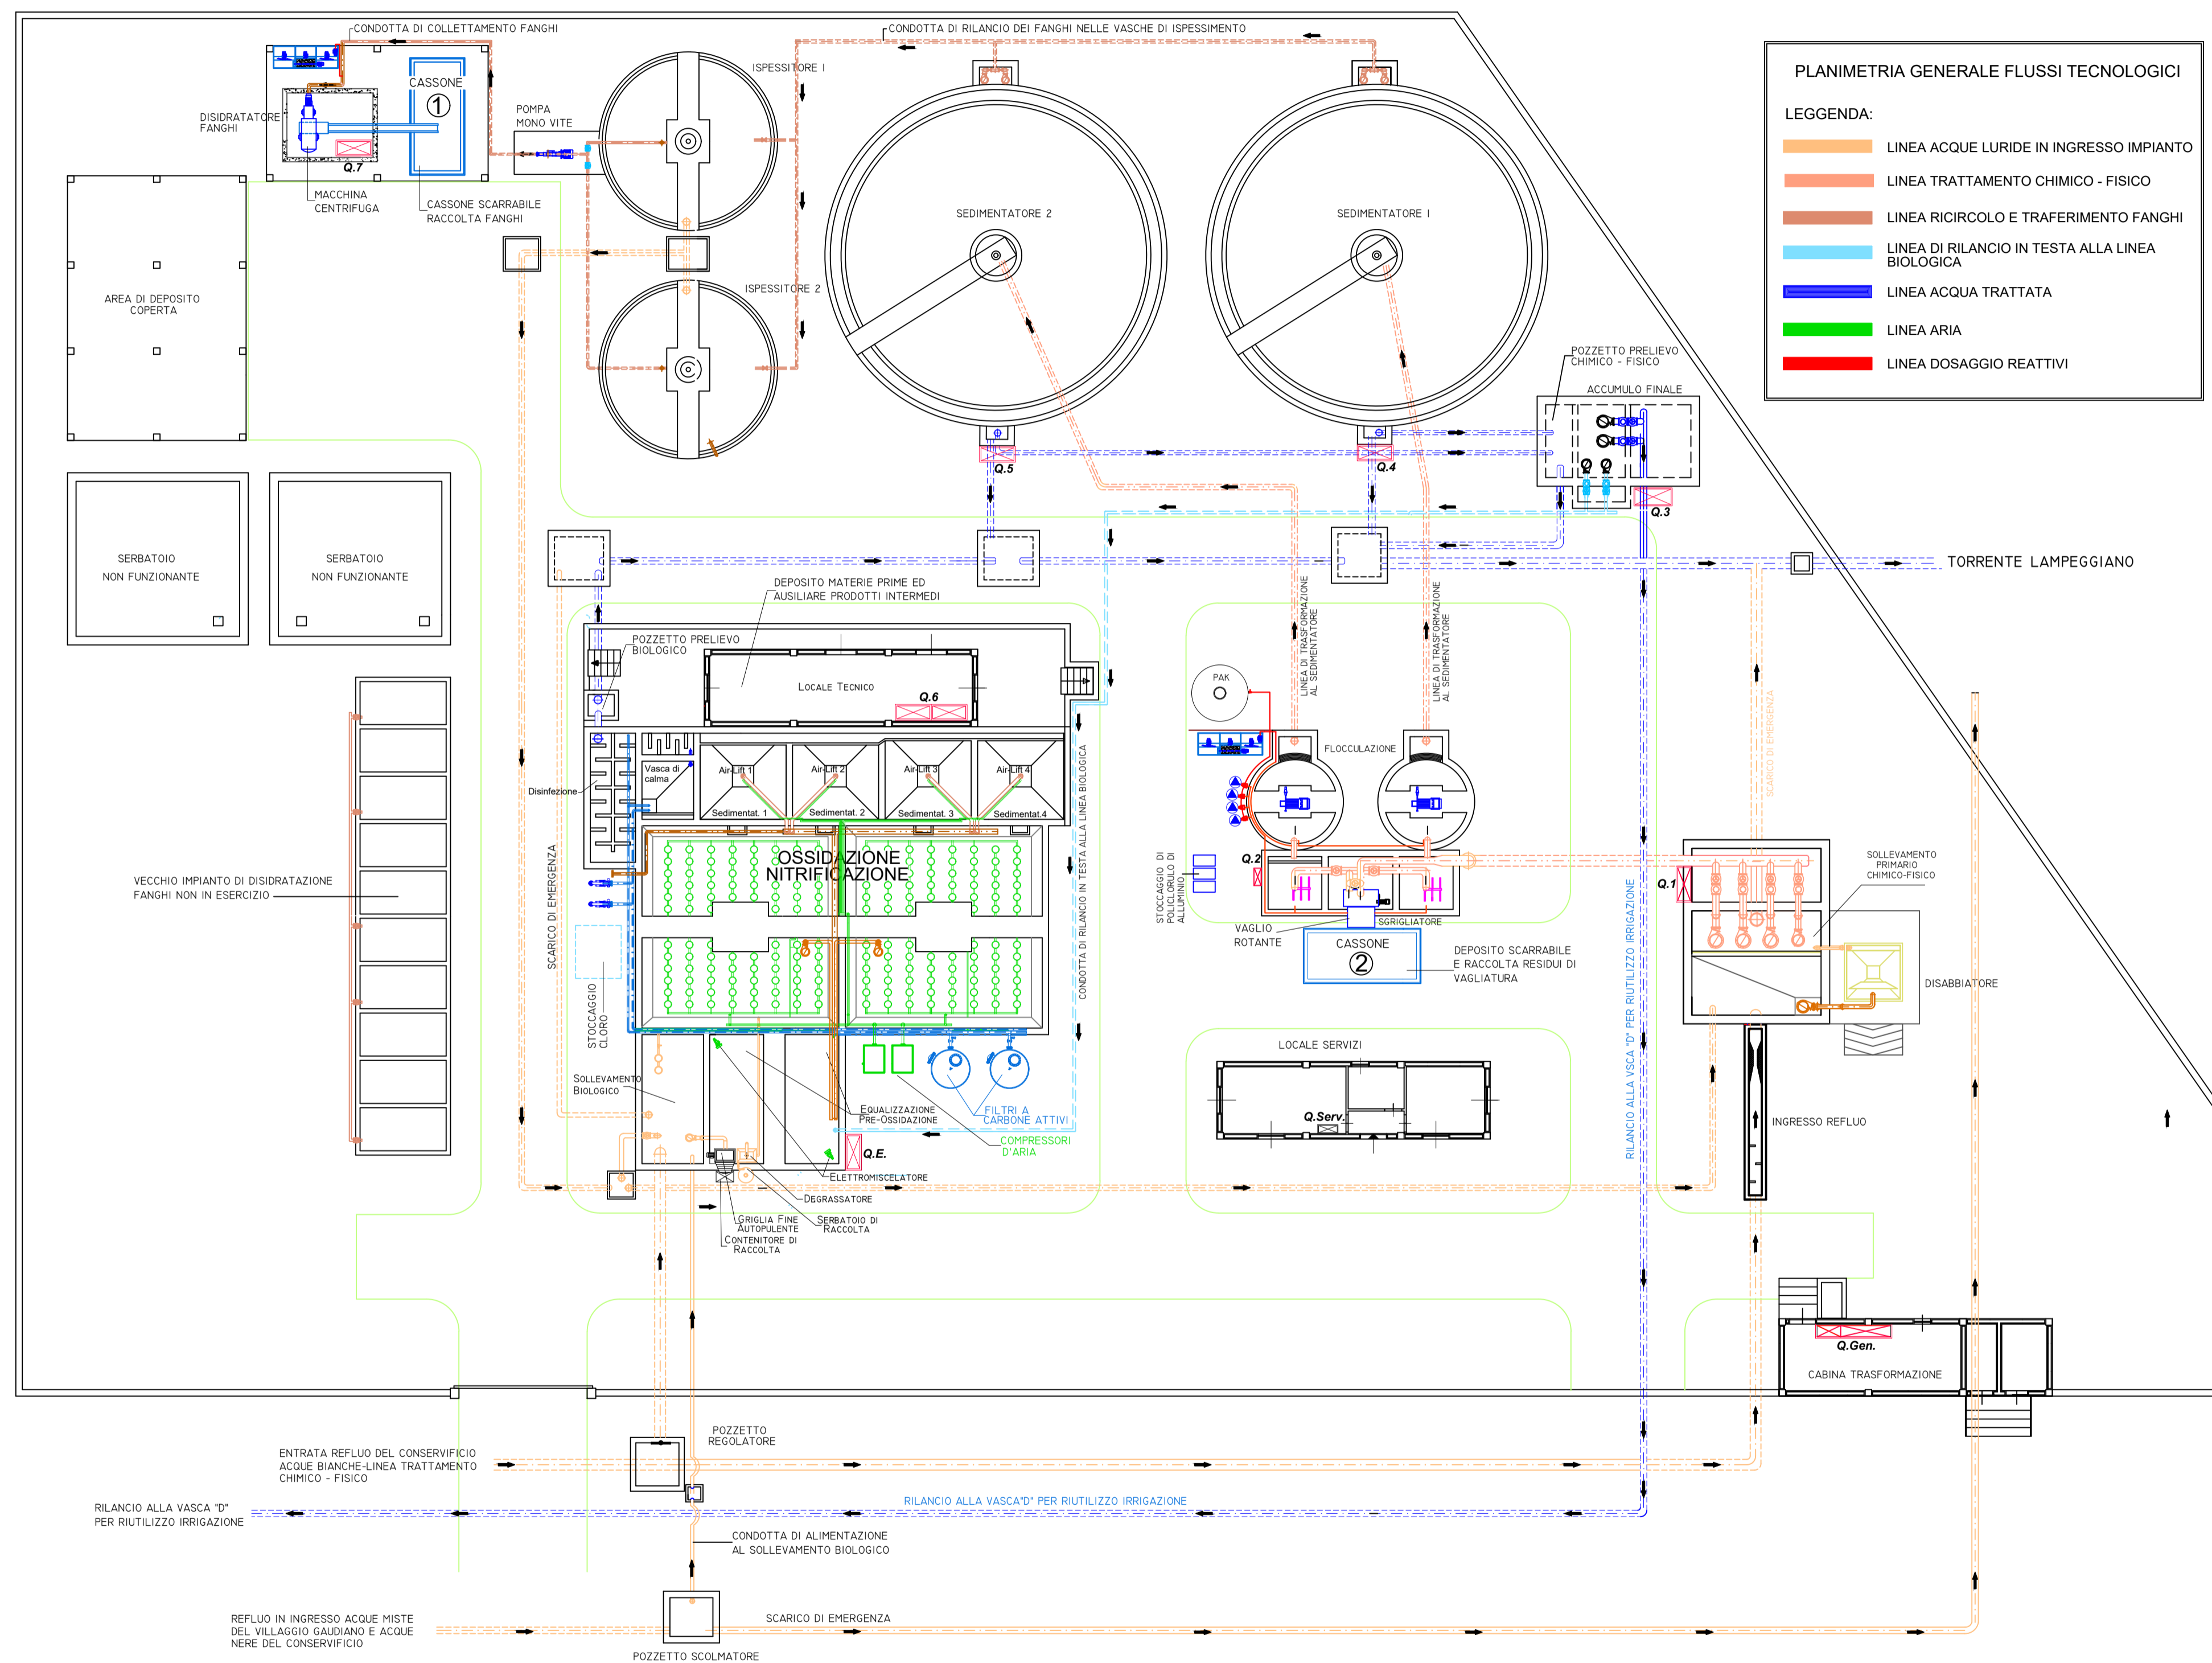 CONDOTTA DI COLLETTAMENTO FANGHI
CONDOTTA DI RILANCIO DEI FANGHI NELLE VASCHE DI ISPESSIMENTO
PLANIMETRIA GENERALE FLUSSI TECNOLOGICI
LEGGENDA:
LINEA ACQUE LURIDE IN INGRESSO IMPIANTO
LINEA TRATTAMENTO CHIMICO - FISICO
LINEA RICIRCOLO E TRAFERIMENTO FANGHI
LINEA DI RILANCIO IN TESTA ALLA LINEA
BIOLOGICA
LINEA ACQUA TRATTATA
LINEA ARIA
LINEA DOSAGGIO REATTIVI
CASSONE
1
DISIDRATATORE
FANGHI
Q.7
MACCHINA
CENTRIFUGA
CASSONE SCARRABILE
RACCOLTA FANGHI
POMPA
MONO VITE
ISPESSITORE 1
ISPESSITORE 2
SEDIMENTATORE 2
SEDIMENTATORE 1
AREA DI DEPOSITO
COPERTA
POZZETTO PRELIEVO
CHIMICO - FISICO
ACCUMULO FINALE
Q.5
Q.4
Q.3
SERBATOIO
NON FUNZIONANTE
SERBATOIO
NON FUNZIONANTE
TORRENTE LAMPEGGIANO
DEPOSITO MATERIE PRIME ED
AUSILIARE PRODOTTI INTERMEDI
POZZETTO PRELIEVO
BIOLOGICO
LOCALE TECNICO
Q.6
LINEA DI TRASFORMAZIONE
AL SEDIMENTATORE
LINEA DI TRASFORMAZIONE
AL SEDIMENTATORE
PAK
FLOCCULAZIONE
SCARICO DI EMERGENZA
Vasca di
calma
Disinfezione
Air-Lift 1
Air-Lift 2
Air-Lift 3
Air-Lift 4
Sedimentat. 1
Sedimentat. 2
Sedimentat. 3
Sedimentat.4
OSSIDAZIONE
NITRIFICAZIONE
CONDOTTA DI RILANCIO IN TESTA ALLA LINEA BIOLOGICA
SCARICO DI EMERGENZA
STOCCAGGIO
CLORO
VECCHIO IMPIANTO DI DISIDRATAZIONE
FANGHI NON IN ESERCIZIO
STOCCAGGIO DI
POLICLORULO DI
ALLUMINIO
Q.2
VAGLIO
ROTANTE
SGRIGLIATORE
CASSONE
2
DEPOSITO SCARRABILE
E RACCOLTA RESIDUI DI
VAGLIATURA
RILANCIO ALLA VSCA "D" PER RIUTILIZZO IRRIGAZIONE
Q.1
SOLLEVAMENTO
PRIMARIO
CHIMICO-FISICO
DISABBIATORE
INGRESSO REFLUO
LOCALE SERVIZI
Q.Serv.
SOLLEVAMENTO
BIOLOGICO
EQUALIZZAZIONE
PRE-OSSIDAZIONE
FILTRI A
CARBONE ATTIVI
COMPRESSORI
D'ARIA
Q.E.
ELETTROMISCELATORE
DEGRASSATORE
SERBATOIO DI
RACCOLTA
GRIGLIA FINE
AUTOPULENTE
CONTENITORE DI
RACCOLTA
Q.Gen.
CABINA TRASFORMAZIONE
POZZETTO
REGOLATORE
ENTRATA REFLUO DEL CONSERVIFICIO
ACQUE BIANCHE-LINEA TRATTAMENTO
CHIMICO - FISICO
RILANCIO ALLA VASCA "D"
PER RIUTILIZZO IRRIGAZIONE
RILANCIO ALLA VASCA"D" PER RIUTILIZZO IRRIGAZIONE
CONDOTTA DI ALIMENTAZIONE
AL SOLLEVAMENTO BIOLOGICO
REFLUO IN INGRESSO ACQUE MISTE
DEL VILLAGGIO GAUDIANO E ACQUE
NERE DEL CONSERVIFICIO
SCARICO DI EMERGENZA
POZZETTO SCOLMATORE